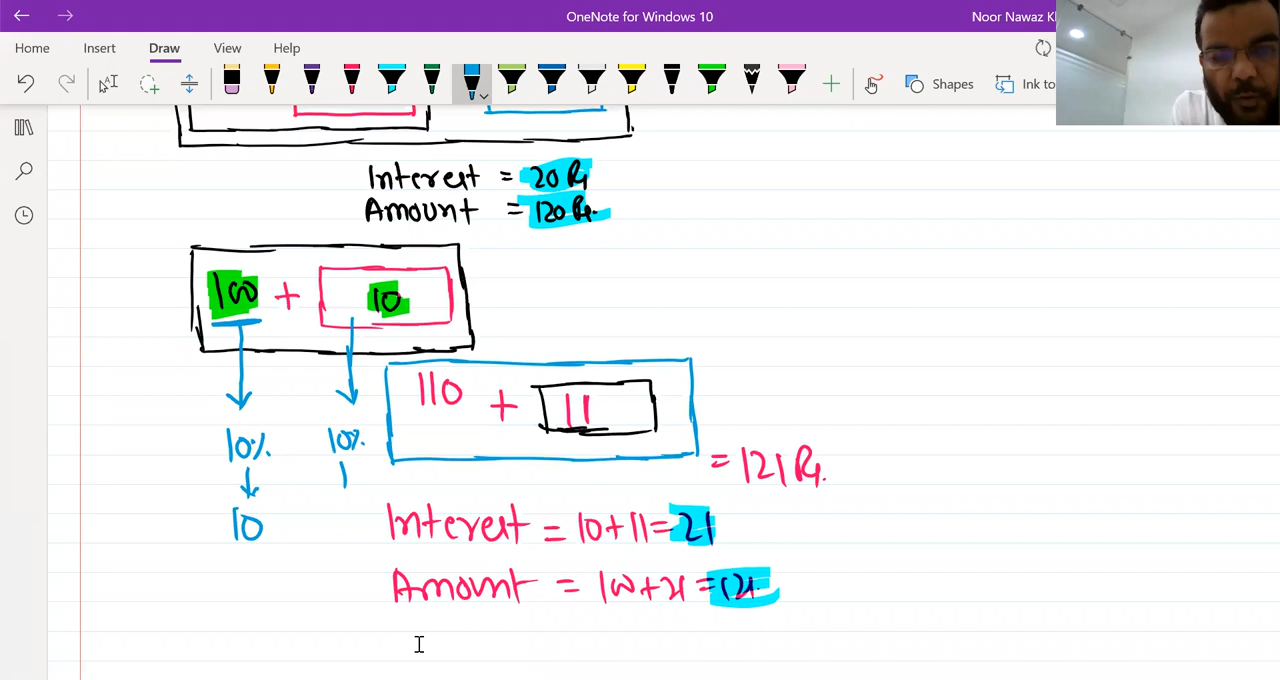 OneNote for Windows 10
Noor Nawaz Kh
Home Insert Draw View Help
Shapes Ink to
Interest = 20 Rs
Amount = 120 Rs.
100 + 10
110 + 11
10% 10%
= 121 Rs.
10
Interest = 10+11 = 21
Amount = 100+21 = 121.